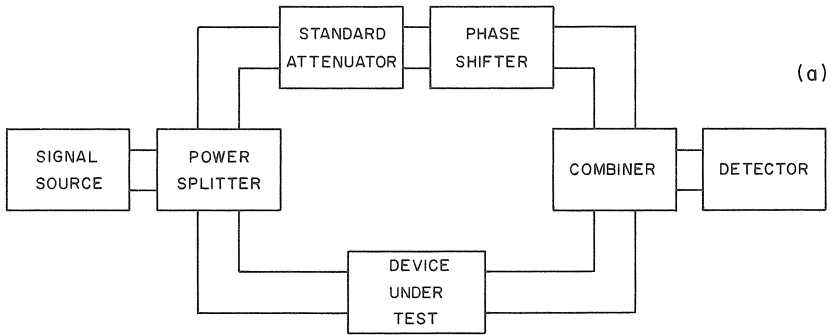 STANDARD
ATTENUATOR
PHASE
SHIFTER
(a)
SIGNAL
SOURCE
POWER
SPLITTER
COMBINER
DETECTOR
DEVICE
UNDER
TEST